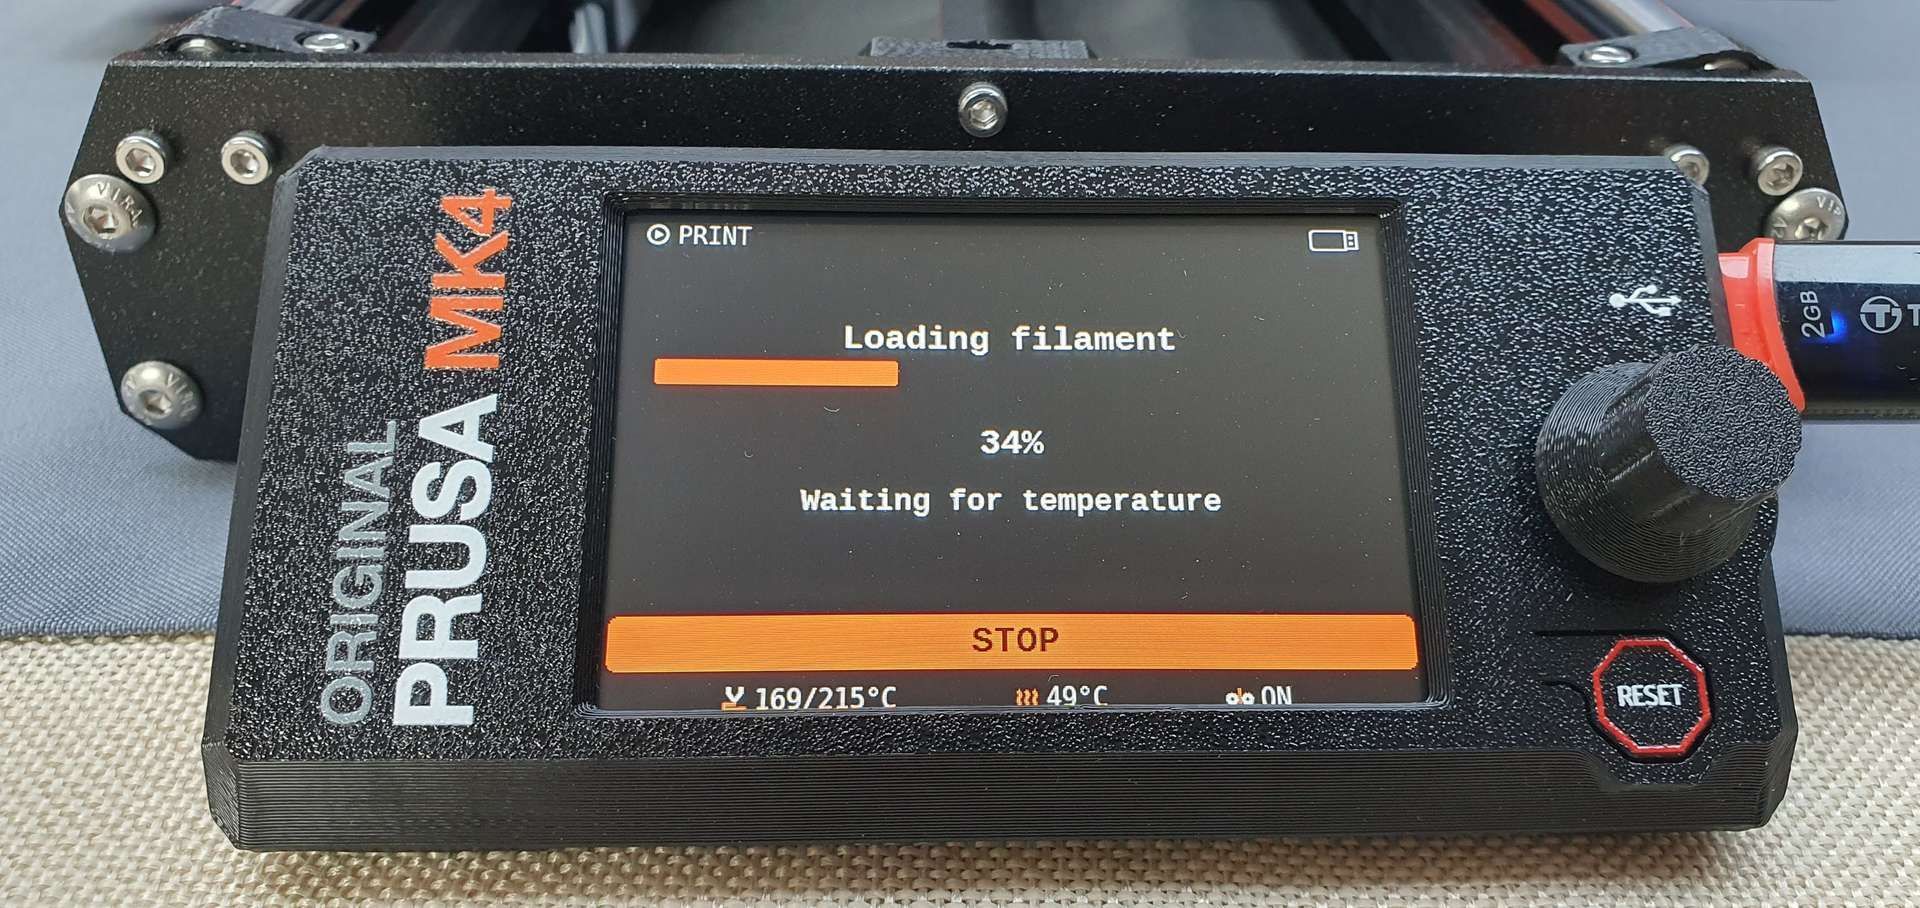 ORIGINAL
PRUSA MK4
PRINT
Loading filament
34%
Waiting for temperature
STOP
169/215°C
49°C
ON
RESET
2GB